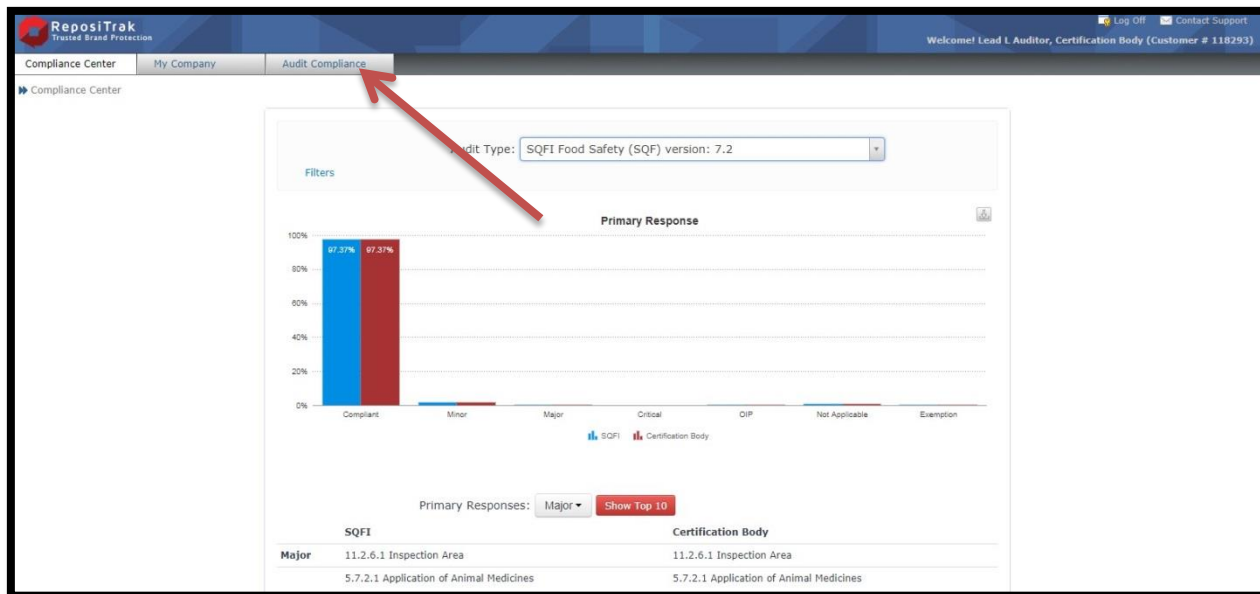 ReposiTrak
Trusted Brand Protection
Log Off Contact Support
Welcome! Lead L Auditor, Certification Body (Customer # 118293)
Compliance Center My Company Audit Compliance
Compliance Center
Audit Type: SQFI Food Safety (SQF) version: 7.2
Filters
Primary Response
100%
97.37% 97.37%
80%
60%
40%
20%
0%
Compliant Minor Major Critical OIP Not Applicable Exemption
SQFI Certification Body
Primary Responses: Major Show Top 10
SQFI Certification Body
Major 11.2.6.1 Inspection Area 11.2.6.1 Inspection Area
5.7.2.1 Application of Animal Medicines 5.7.2.1 Application of Animal Medicines